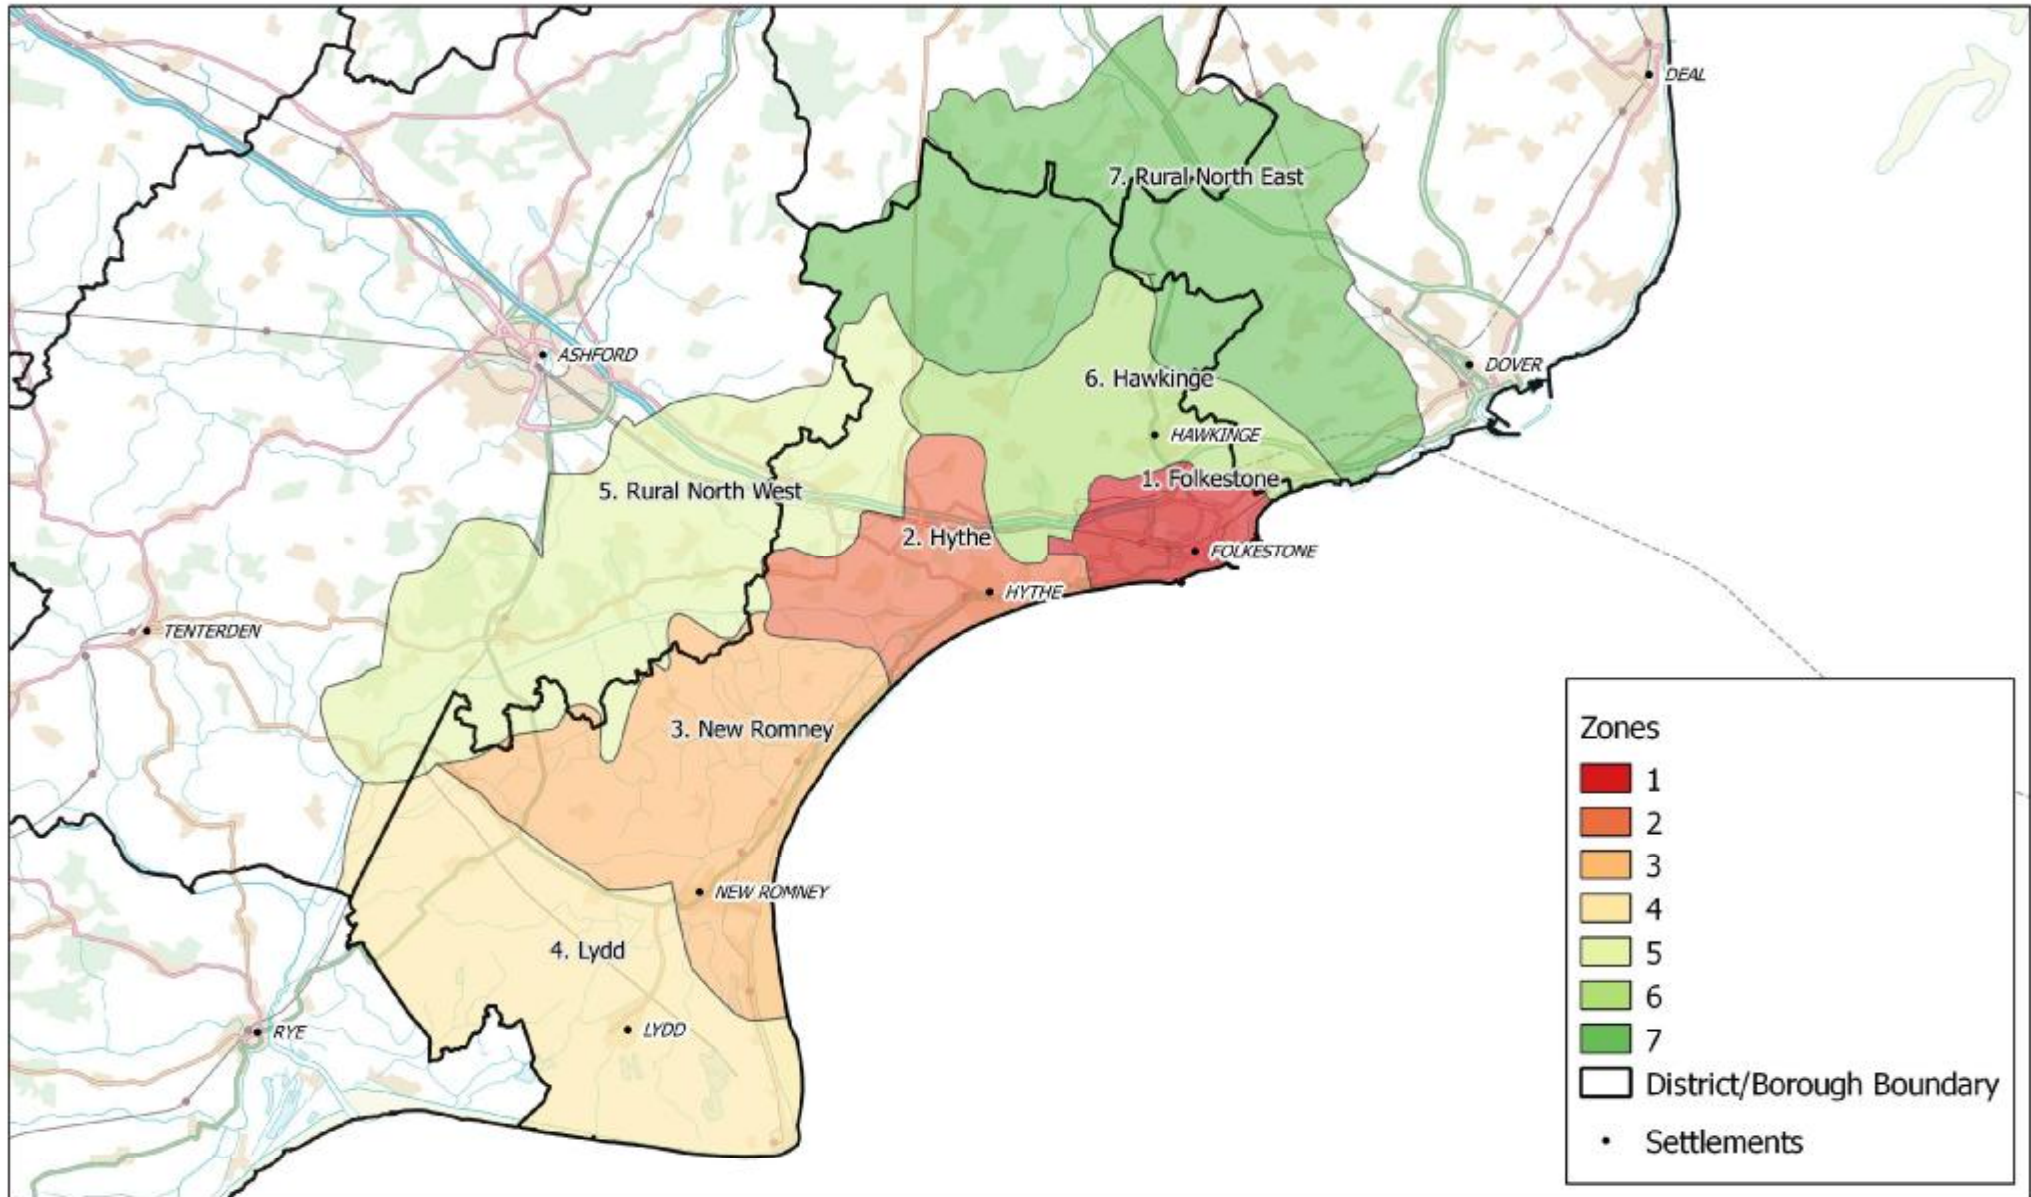 DEAL
7. Rural North East
ASHFORD
DOVER
6. Hawkinge
HAWKINGE
1. Folkestone
5. Rural North West
2. Hythe
FOLKESTONE
HYTHE
TENTERDEN
3. New Romney
NEW ROMNEY
4. Lydd
LYDD
RYE
Zones
1
2
3
4
5
6
7
District/Borough Boundary
Settlements